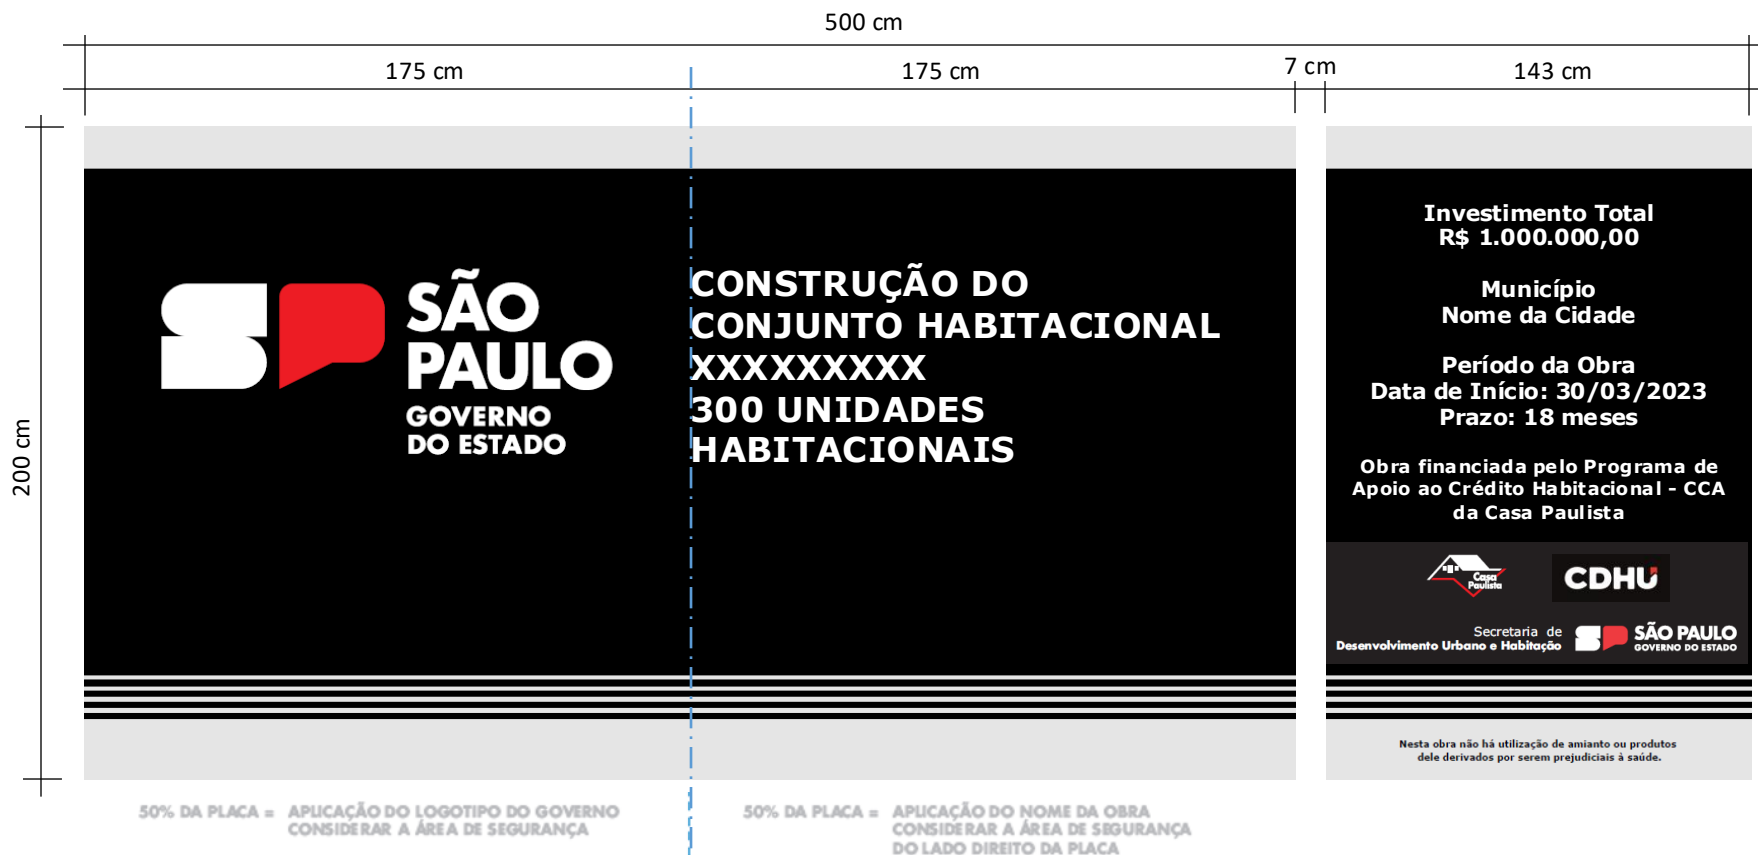 500 cm
175 cm
175 cm
7 cm
143 cm
200 cm
SÃO
PAULO
GOVERNO
DO ESTADO
CONSTRUÇÃO DO
CONJUNTO HABITACIONAL
XXXXXXXXX
300 UNIDADES
HABITACIONAIS
Investimento Total
R$ 1.000.000,00
Município
Nome da Cidade
Período da Obra
Data de Início: 30/03/2023
Prazo: 18 meses
Obra financiada pelo Programa de
Apoio ao Crédito Habitacional - CCA
da Casa Paulista
Casa
Paulista
CDHU
Secretaria de
Desenvolvimento Urbano e Habitação
SÃO PAULO
GOVERNO DO ESTADO
Nesta obra não há utilização de amianto ou produtos
dele derivados por serem prejudiciais à saúde.
50% DA PLACA = APLICAÇÃO DO LOGOTIPO DO GOVERNO
CONSIDERAR A ÁREA DE SEGURANÇA
50% DA PLACA = APLICAÇÃO DO NOME DA OBRA
CONSIDERAR A ÁREA DE SEGURANÇA
DO LADO DIREITO DA PLACA